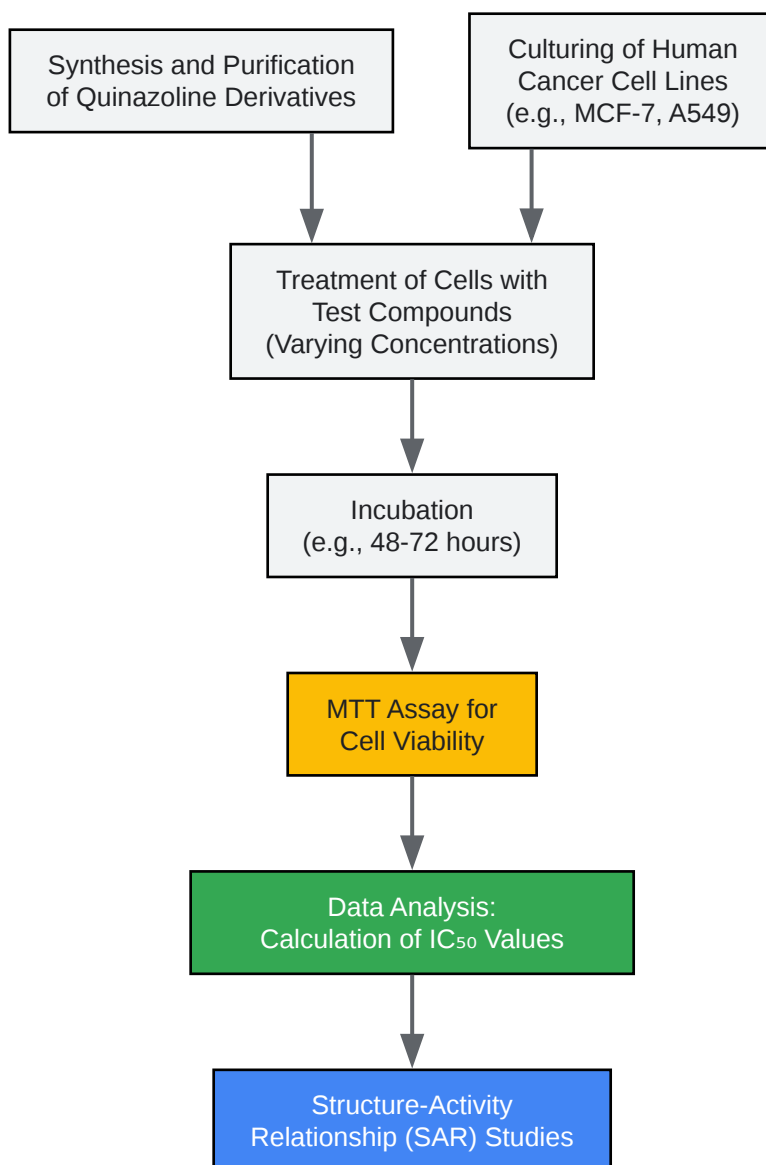 Synthesis and Purification
of Quinazoline Derivatives
Culturing of Human
Cancer Cell Lines
(e.g., MCF-7, A549)
Treatment of Cells with
Test Compounds
(Varying Concentrations)
Incubation
(e.g., 48-72 hours)
MTT Assay for
Cell Viability
Data Analysis:
Calculation of IC₅₀ Values
Structure-Activity
Relationship (SAR) Studies